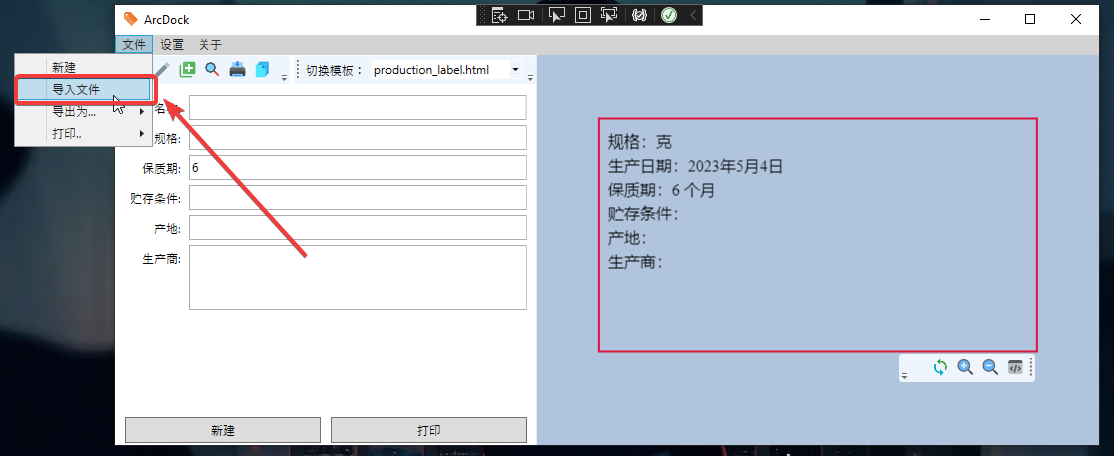 ArcDock
文件 设置 关于
新建
导入文件
导出为...
打印..
切换模板： production_label.html
规格:
保质期: 6
贮存条件:
产地:
生产商:
新建 打印
规格：克
生产日期：2023年5月4日
保质期：6 个月
贮存条件：
产地：
生产商：